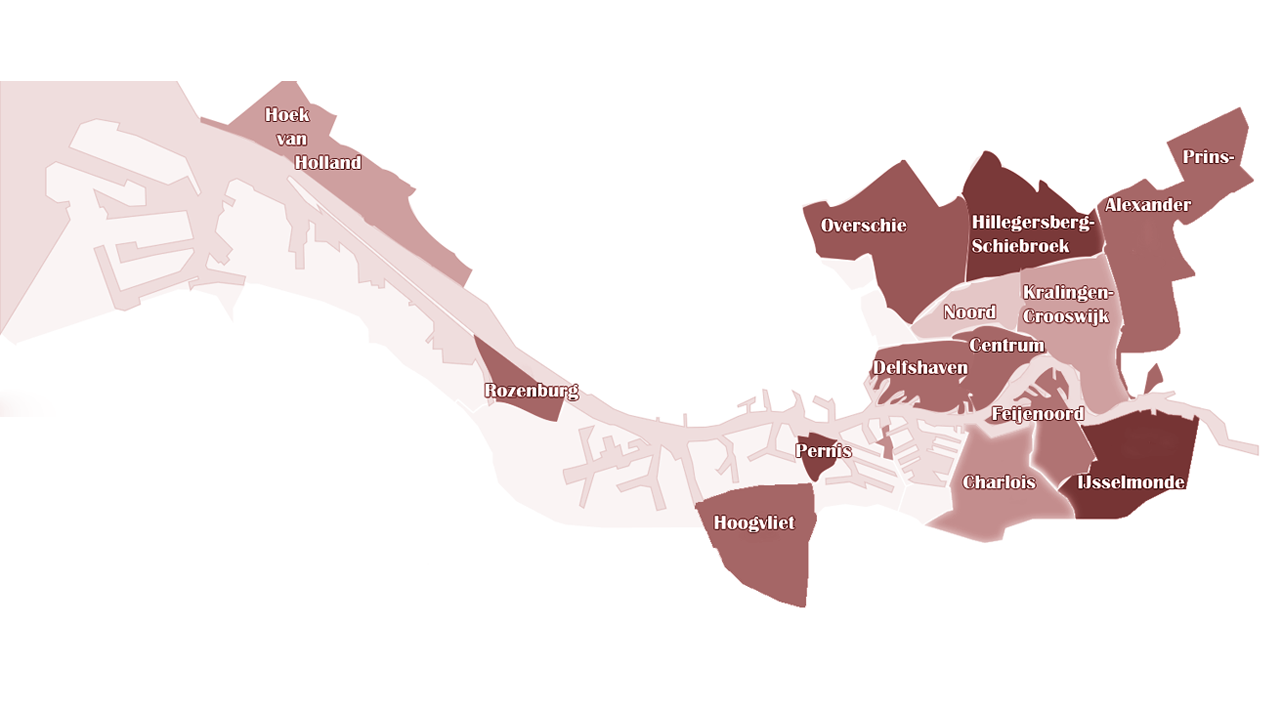 Hoek
van
Holland
Prins-
Alexander
Overschie
Hillegersberg-
Schiebroek
Kralingen-
Crooswijk
Noord
Centrum
Delfshaven
Rozenburg
Feijenoord
Pernis
Charlois
IJsselmonde
Hoogvliet